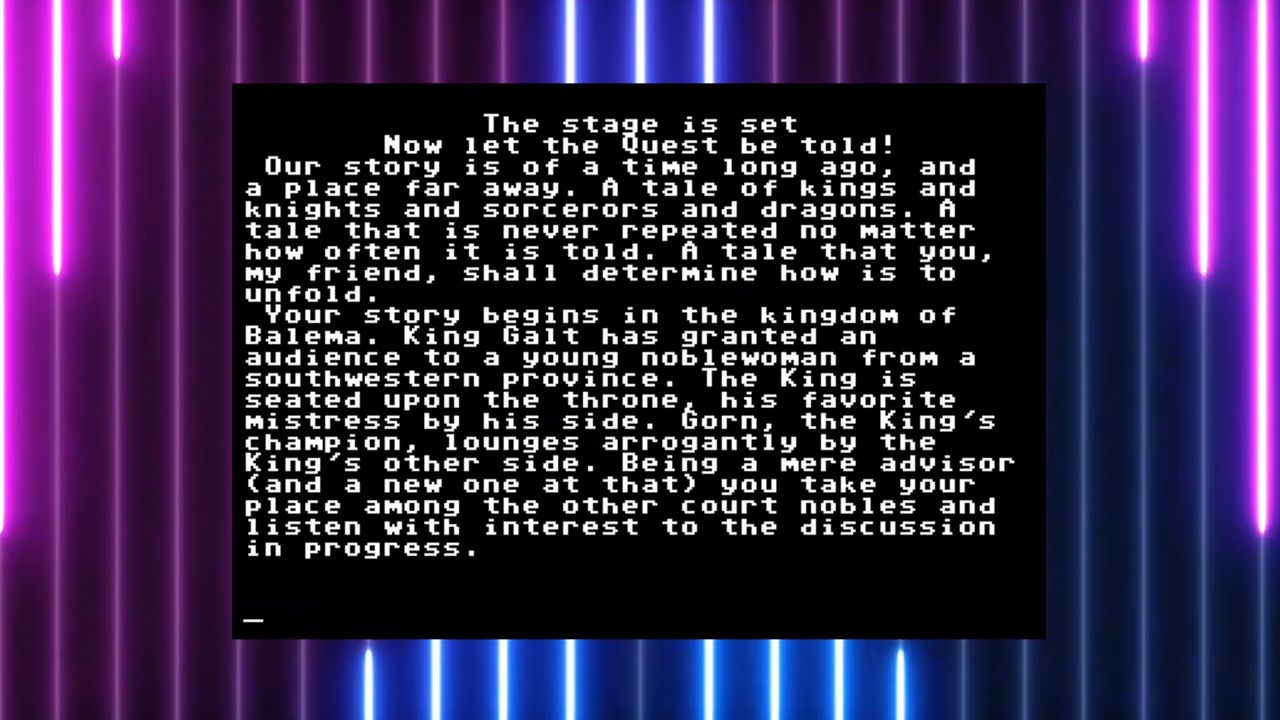 The stage is set
Now let the Quest be told!
Our story is of a time long ago, and
a place far away. A tale of kings and
knights and sorcerors and dragons. A
tale that is never repeated no matter
how often it is told. A tale that you,
my friend, shall determine how is to
unfold.
Your story begins in the kingdom of
Balema. King Galt has granted an
audience to a young noblewoman from a
southwestern province. The King is
seated upon the throne, his favorite
mistress by his side. Gorn, the King's
champion, lounges arrogantly by the
King's other side. Being a mere advisor
(and a new one at that) you take your
place among the other court nobles and
listen with interest to the discussion
in progress.